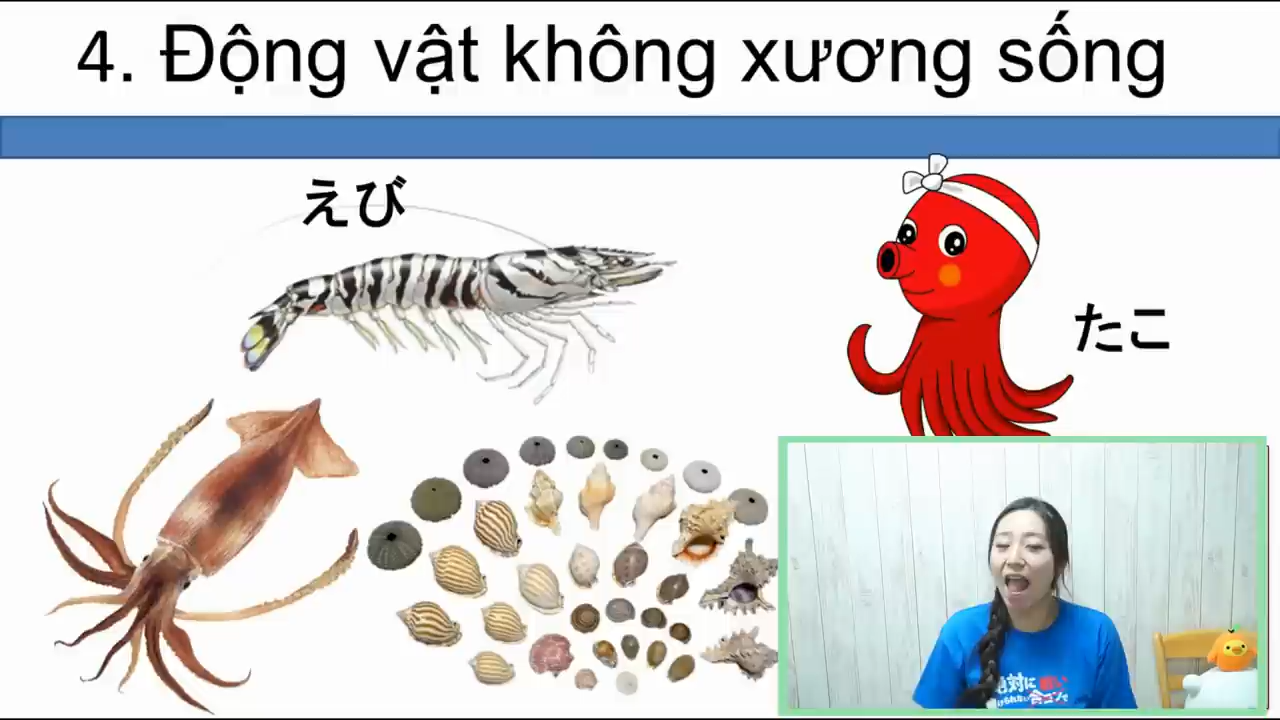 4. Động vật không xương sống
えび
たこ